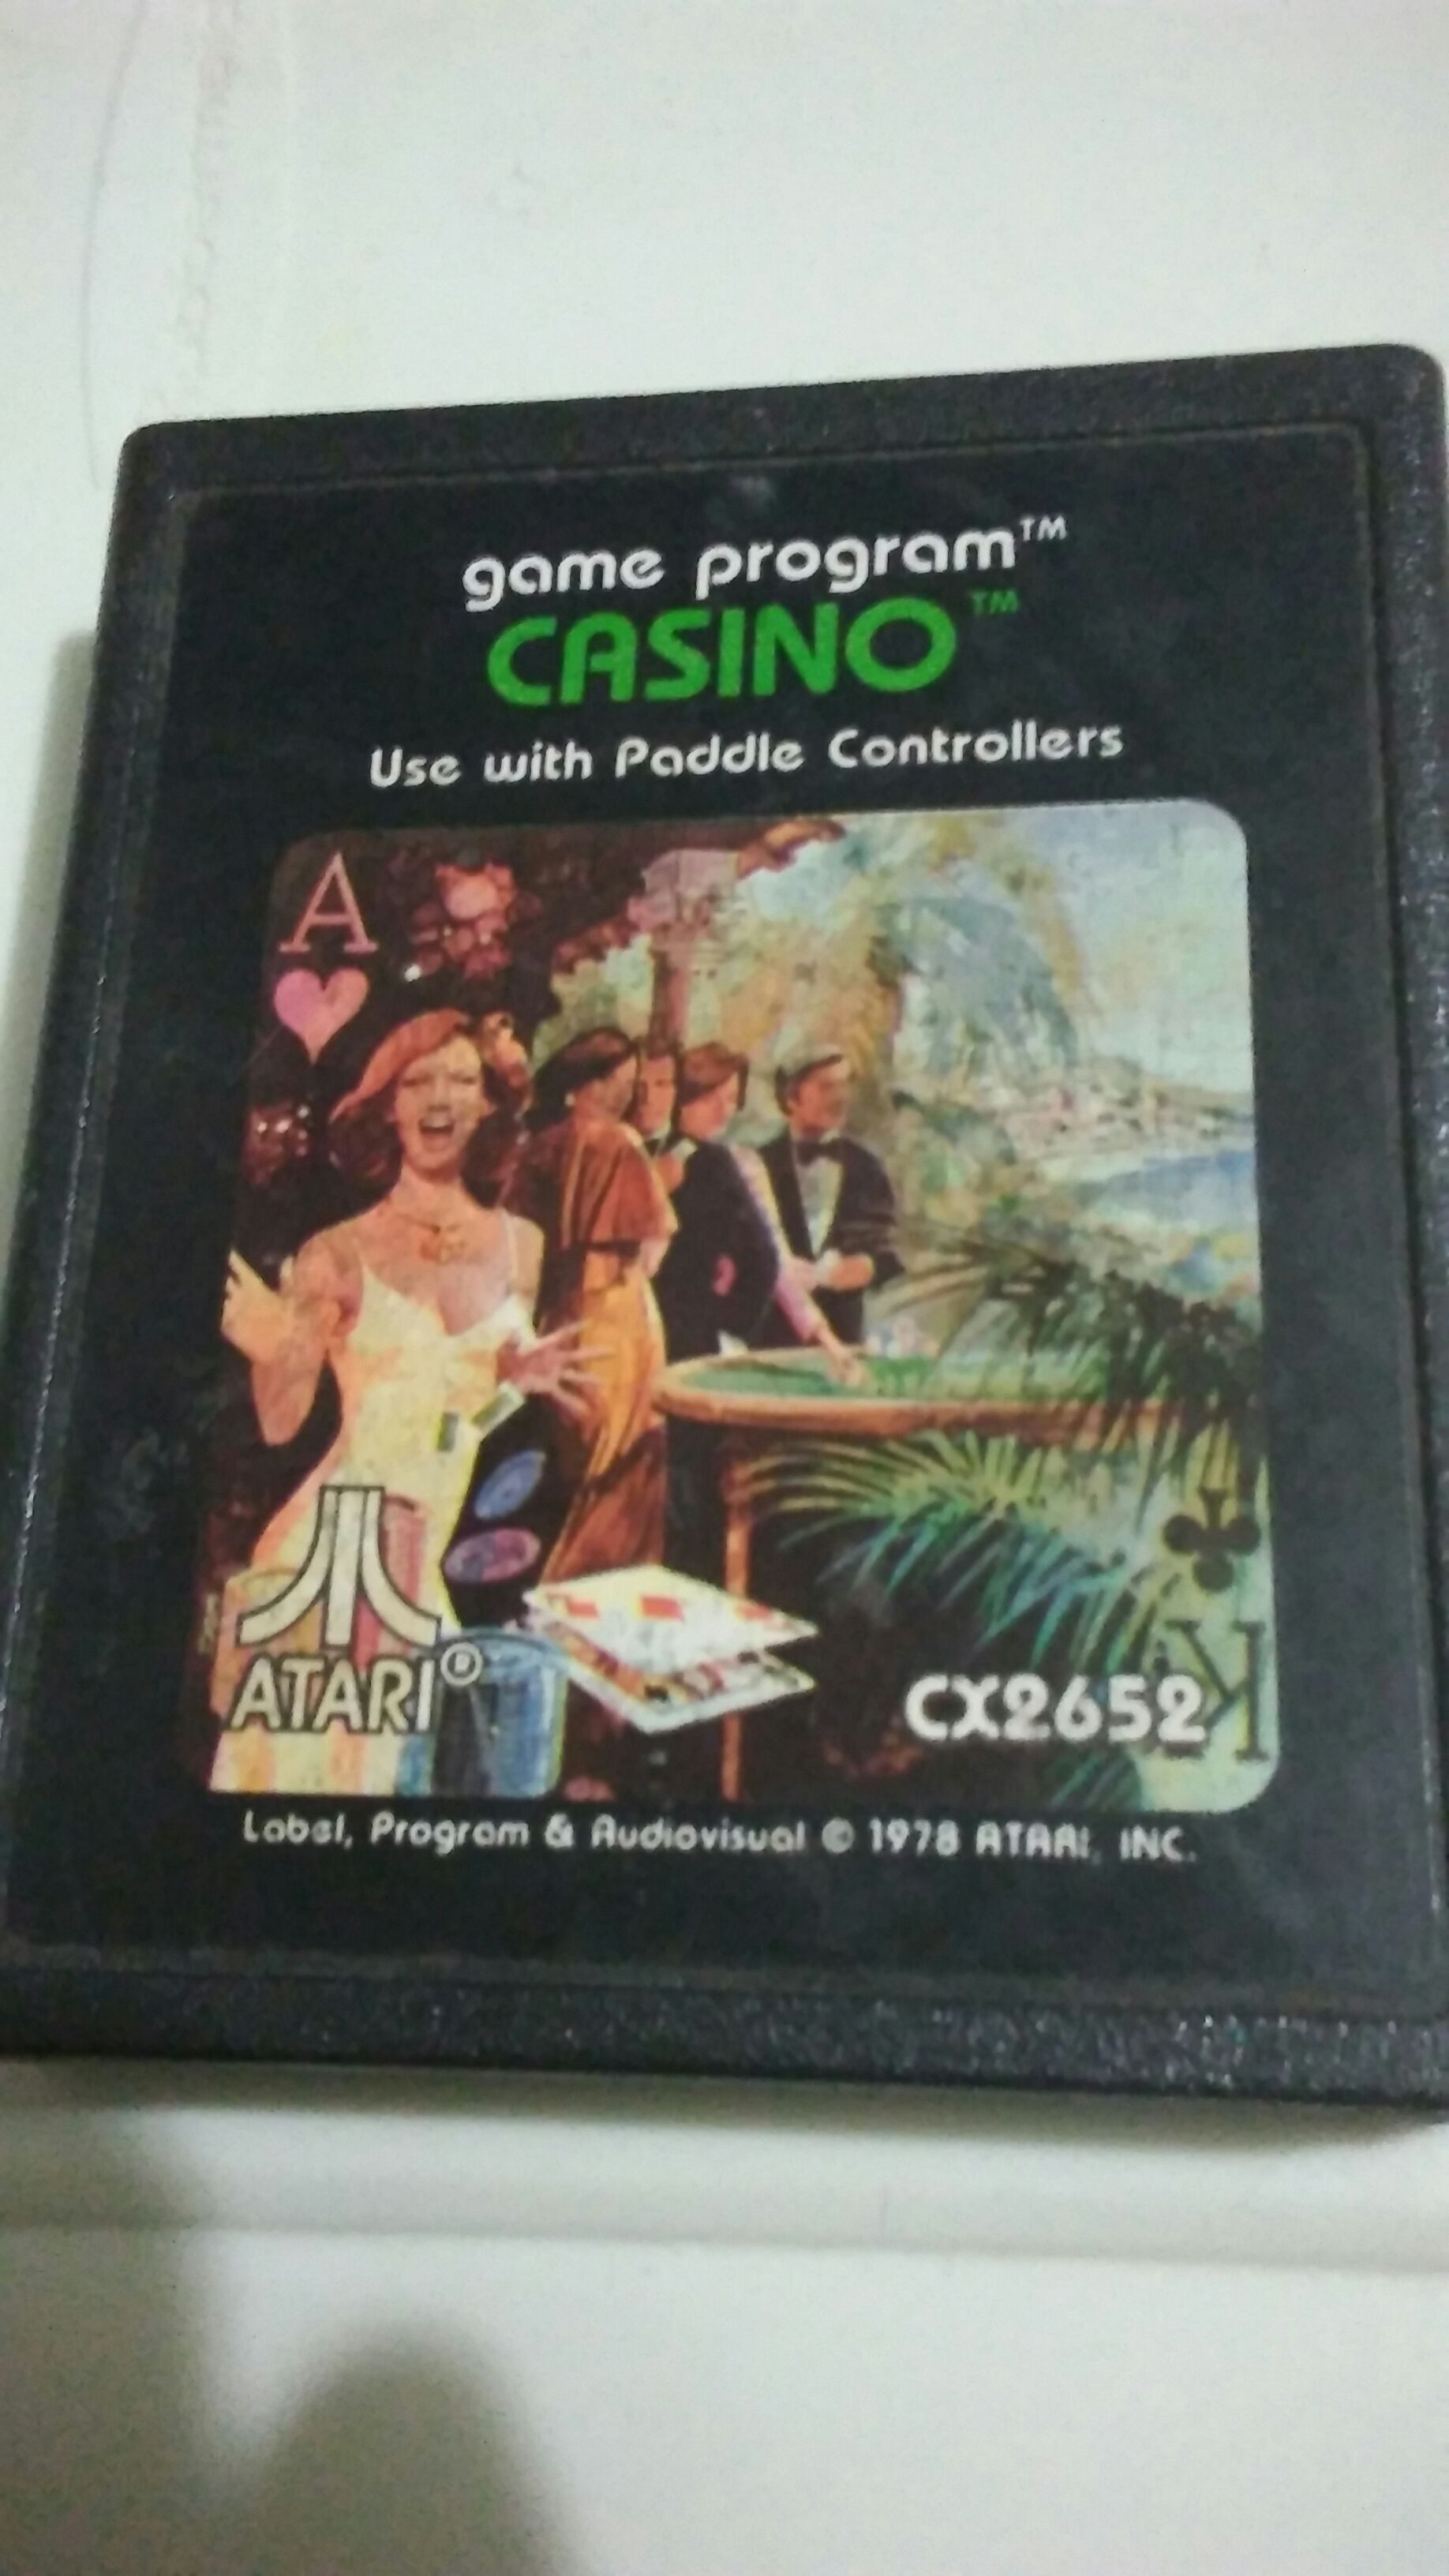 game program™
CASINO™
Use with Paddle Controllers
A
ATARI®
CX2652
K
Label, Program & Audiovisual © 1978 ATARI, INC.